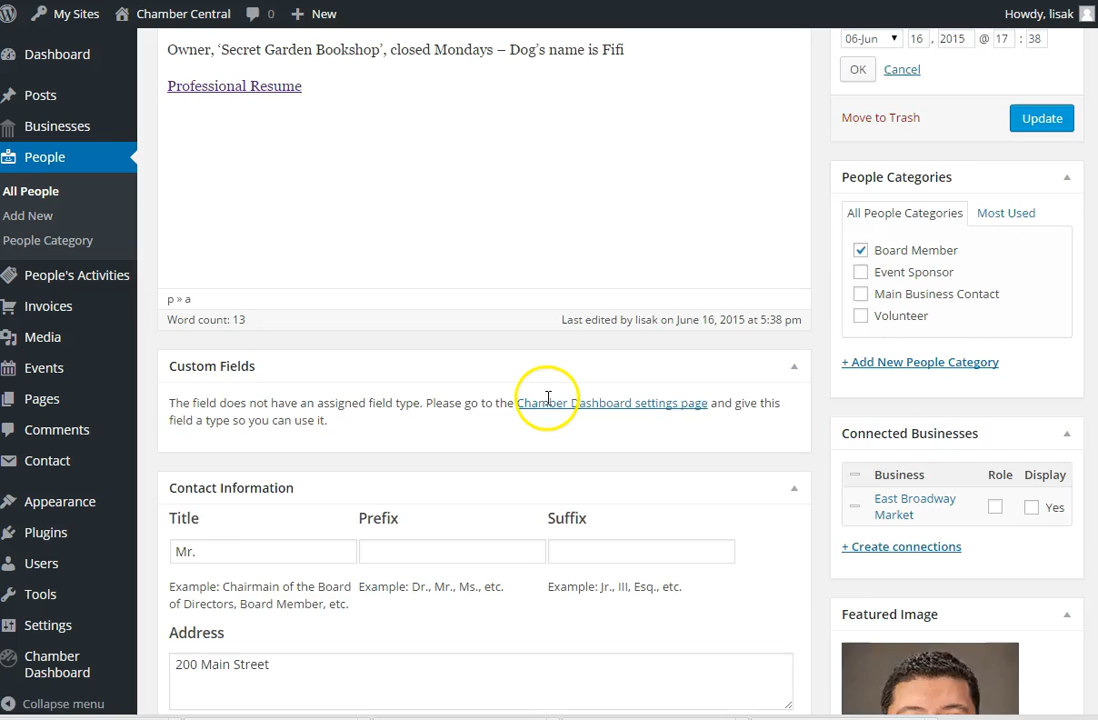 My Sites
Chamber Central
0
New
Howdy, lisak
Dashboard
Posts
Businesses
People
All People
Add New
People Category
People's Activities
Invoices
Media
Events
Pages
Comments
Contact
Appearance
Plugins
Users
Tools
Settings
Chamber
Dashboard
Collapse menu
Owner, ‘Secret Garden Bookshop’, closed Mondays – Dog’s name is Fifi
Professional Resume
p » a
Word count: 13
Last edited by lisak on June 16, 2015 at 5:38 pm
Custom Fields
The field does not have an assigned field type. Please go to the Chamber Dashboard settings page and give this
field a type so you can use it.
Contact Information
Title Prefix Suffix
Mr.
Example: Chairmain of the Board
of Directors, Board Member, etc.
Example: Dr., Mr., Ms., etc.
Example: Jr., III, Esq., etc.
Address
200 Main Street
06-Jun 16 , 2015 @ 17 : 38
OK Cancel
Move to Trash Update
People Categories
All People Categories Most Used
Board Member
Event Sponsor
Main Business Contact
Volunteer
+ Add New People Category
Connected Businesses
Business Role Display
East Broadway
Market
Yes
+ Create connections
Featured Image